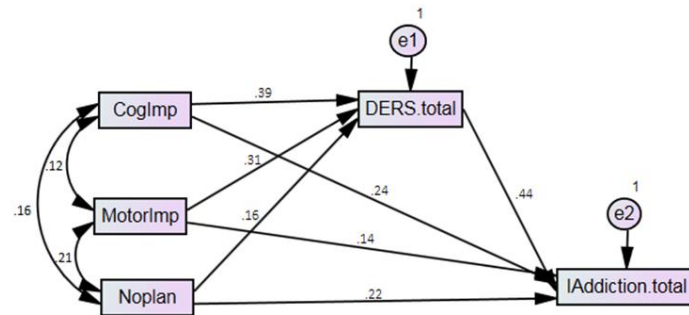 1
e1
.39
CogImp
DERS.total
.31
.12
.24
.44
.16
1
.16
e2
MotorImp
.14
.21
IAddiction.total
Noplan
.22